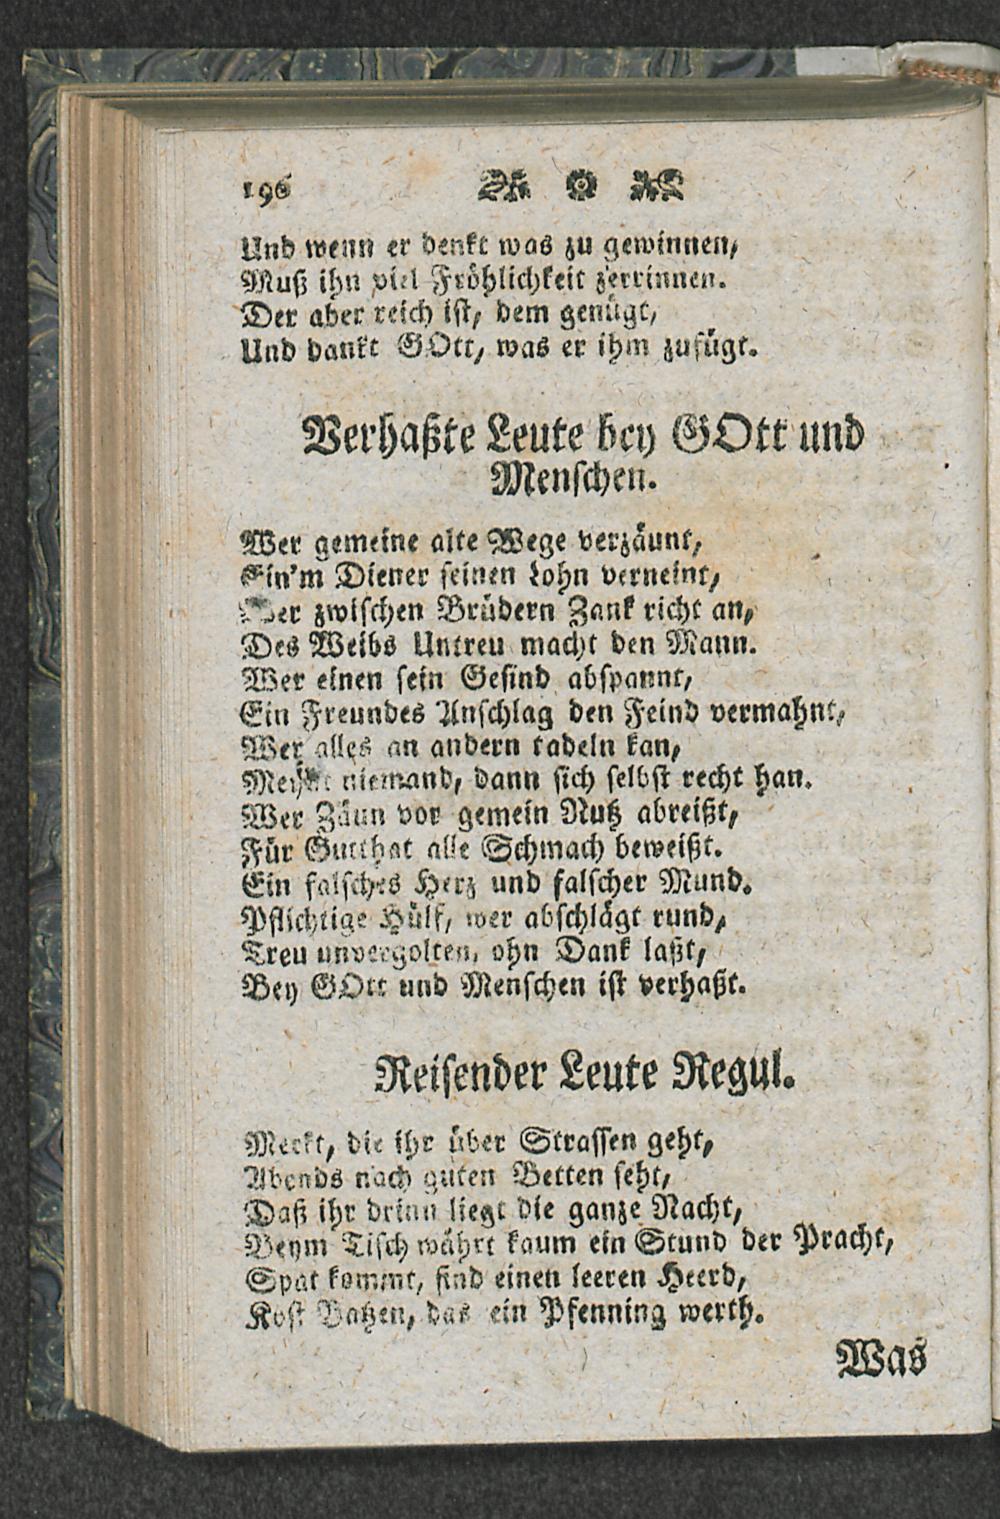 196
Und wenn er denkt was zu gewinnen,
Muß ihn viel Fröhlichkeit zerrinnen.
Der aber reich ist, dem genügt,
Und dankt GOtt, was er ihm zufügt.
Verhaßte Leute bey GOtt und
Menschen.
Wer gemeine alte Wege verzäunt,
Ein'm Diener seinen Lohn verneint,
Wer zwischen Brüdern Zank richt an,
Des Weibs Untreu macht den Mann.
Wer einen sein Gesind abspannt,
Ein Freundes Anschlag den Feind vermahnt,
Wer alles an andern tadeln kan,
Meynt niemand, dann sich selbst recht han.
Wer Zäun vor gemein Nutz abreißt,
Für Gutthat alle Schmach beweißt.
Ein falsches Herz und falscher Mund.
Pflichtige Hülf, wer abschlägt rund,
Treu unvergolten, ohn Dank laßt,
Bey GOtt und Menschen ist verhaßt.
Reisender Leute Regul.
Merkt, die ihr über Strassen geht,
Abends nach guten Betten seht,
Daß ihr drinn liegt die ganze Nacht,
Beym Tisch währt kaum ein Stund der Pracht,
Spat kommt, find einen leeren Heerd,
Kost Batzen, das ein Pfenning werth.
Was